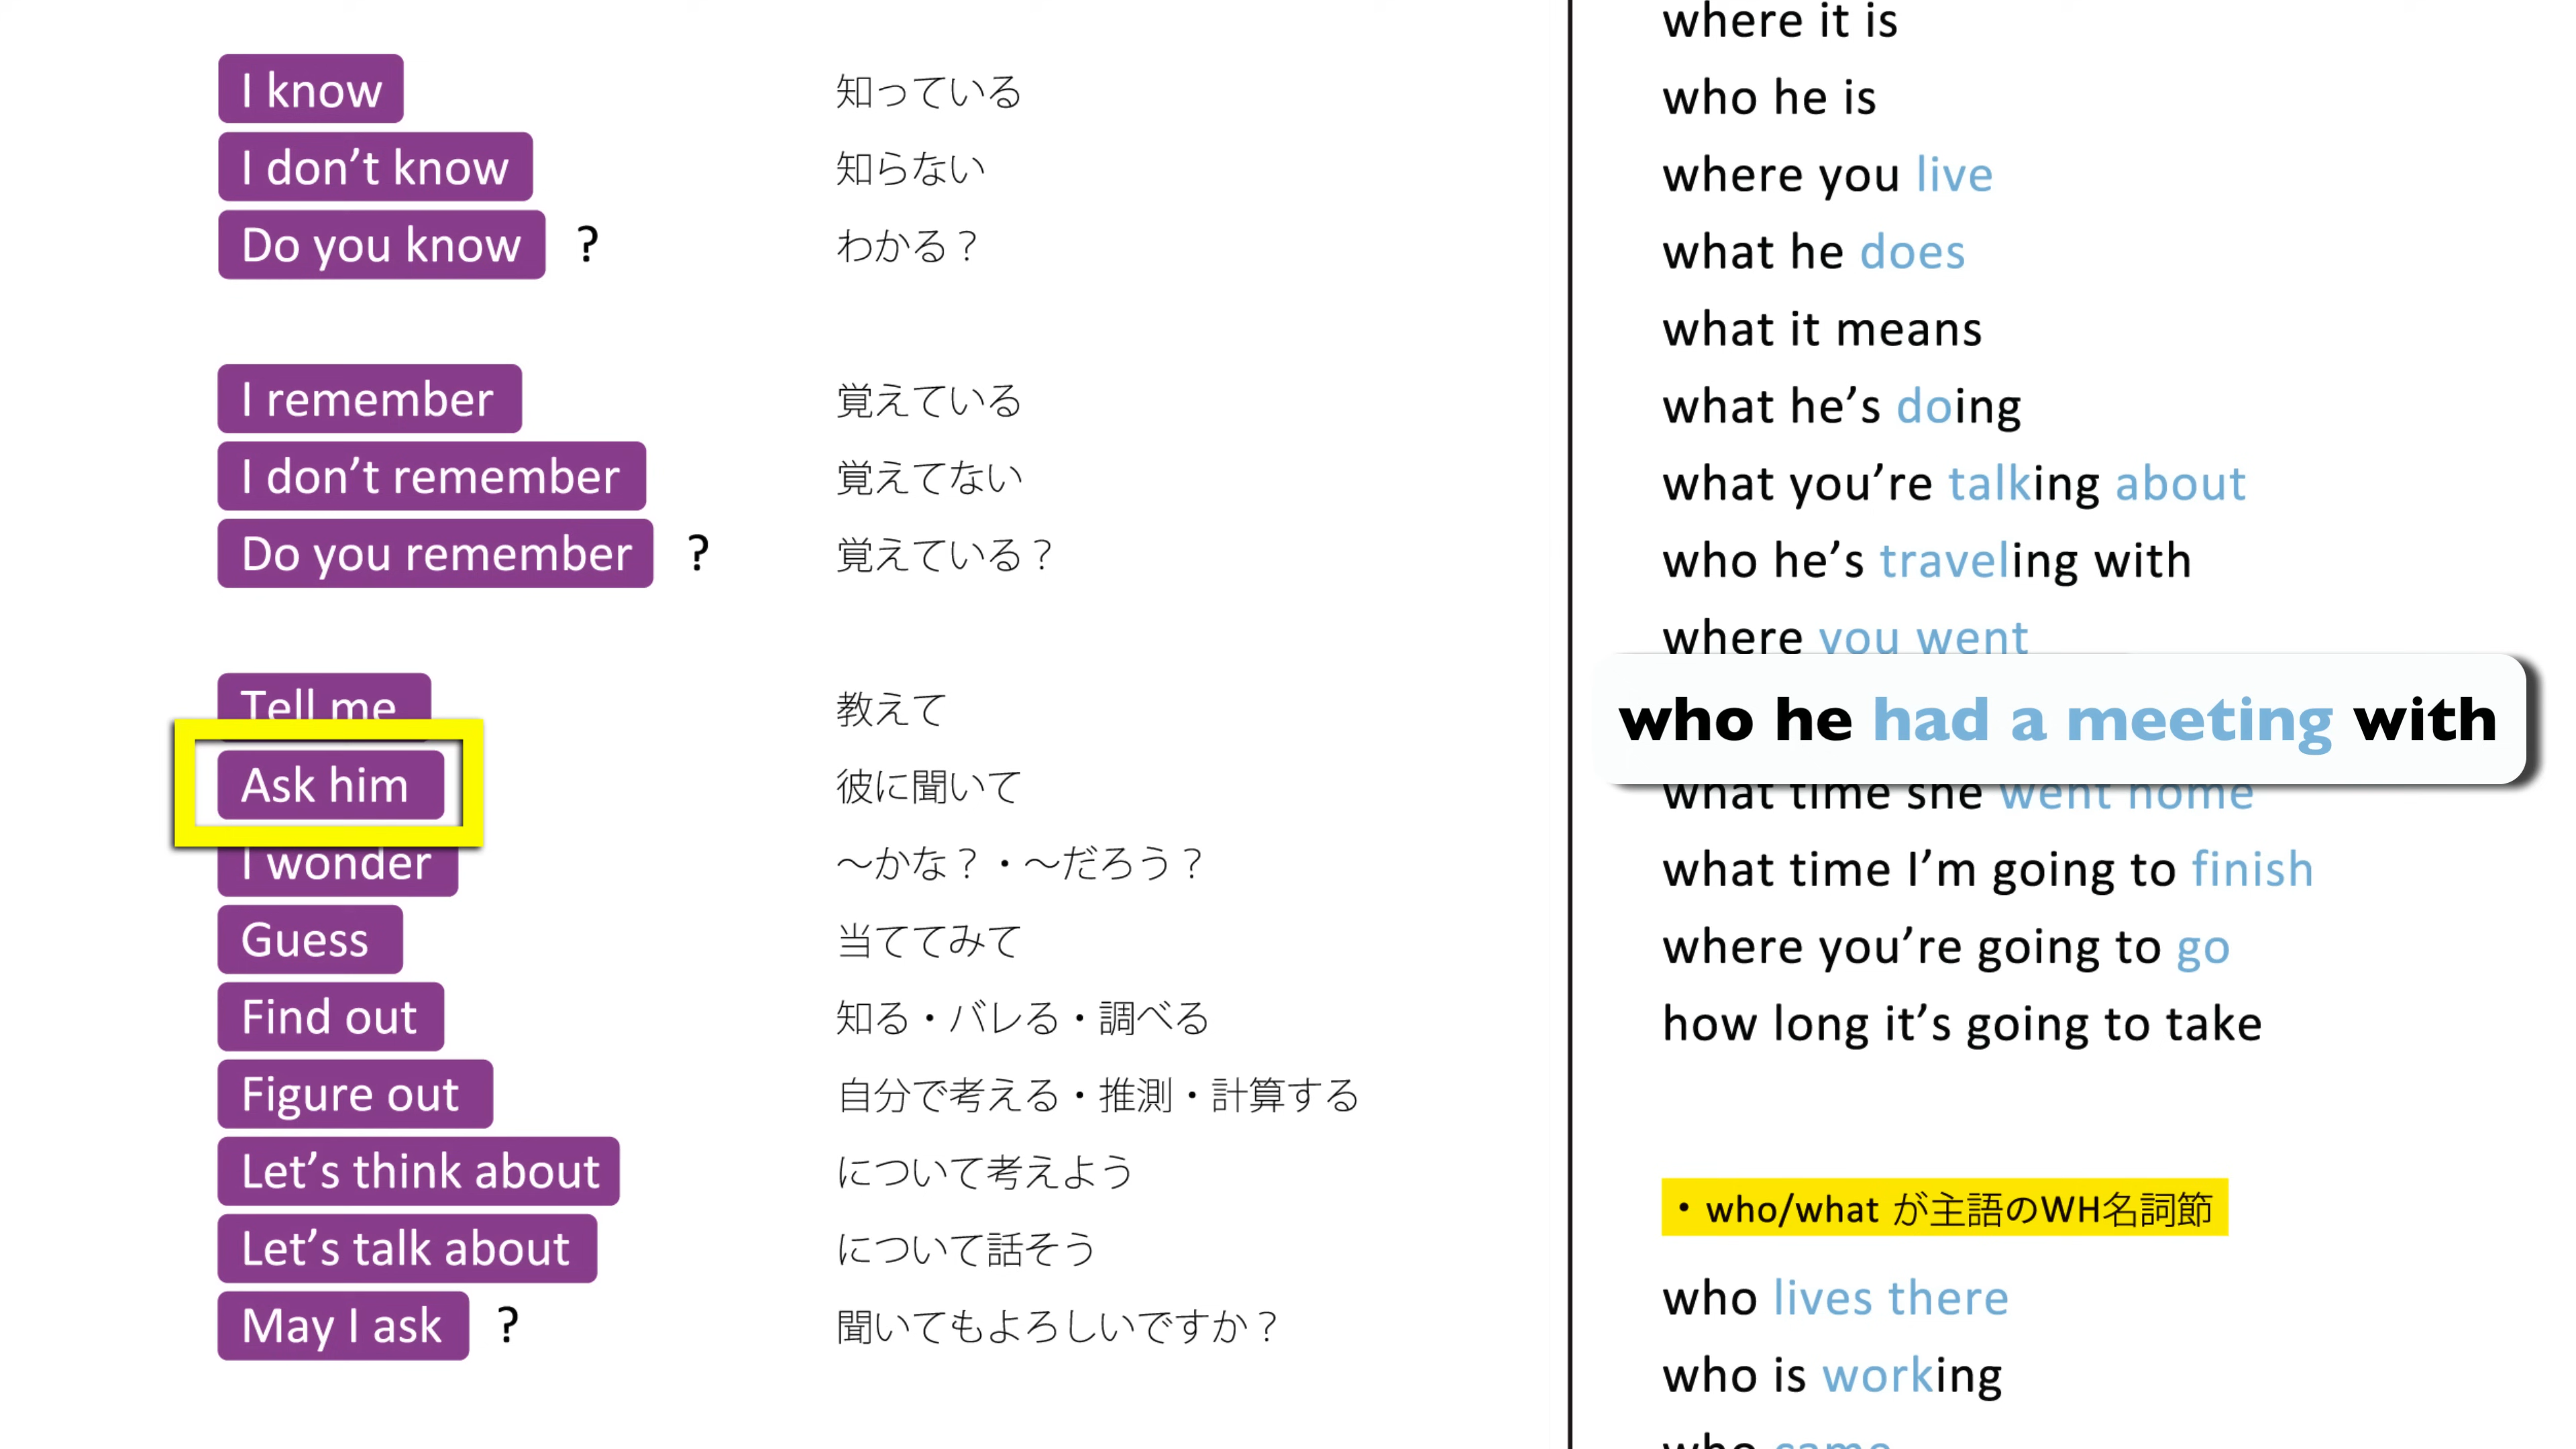 I know 知っている
I don’t know 知らない
Do you know ? わかる？
I remember 覚えている
I don’t remember 覚えてない
Do you remember ? 覚えている？
Tell me 教えて
Ask him 彼に聞いて
I wonder ～かな？・～だろう？
Guess 当ててみて
Find out 知る・バレる・調べる
Figure out 自分で考える・推測・計算する
Let’s think about について考えよう
Let’s talk about について話そう
May I ask ? 聞いてもよろしいですか？
where it is
who he is
where you live
what he does
what it means
what he’s doing
what you’re talking about
who he’s traveling with
where you went
who he had a meeting with
what time she went home
what time I’m going to finish
where you’re going to go
how long it’s going to take
・who/what が主語のWH名詞節
who lives there
who is working
who came